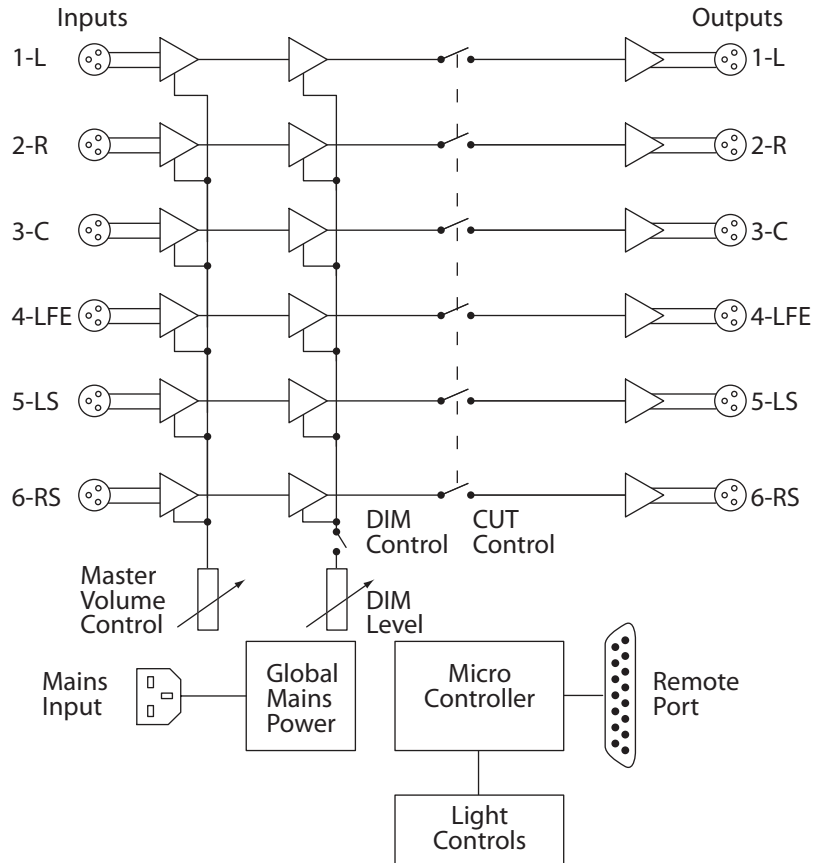 Inputs
Outputs
1-L
1-L
2-R
2-R
3-C
3-C
4-LFE
4-LFE
5-LS
5-LS
6-RS
6-RS
DIM
Control
CUT
Control
Master
Volume
Control
DIM
Level
Mains
Input
Global
Mains
Power
Micro
Controller
Remote
Port
Light
Controls